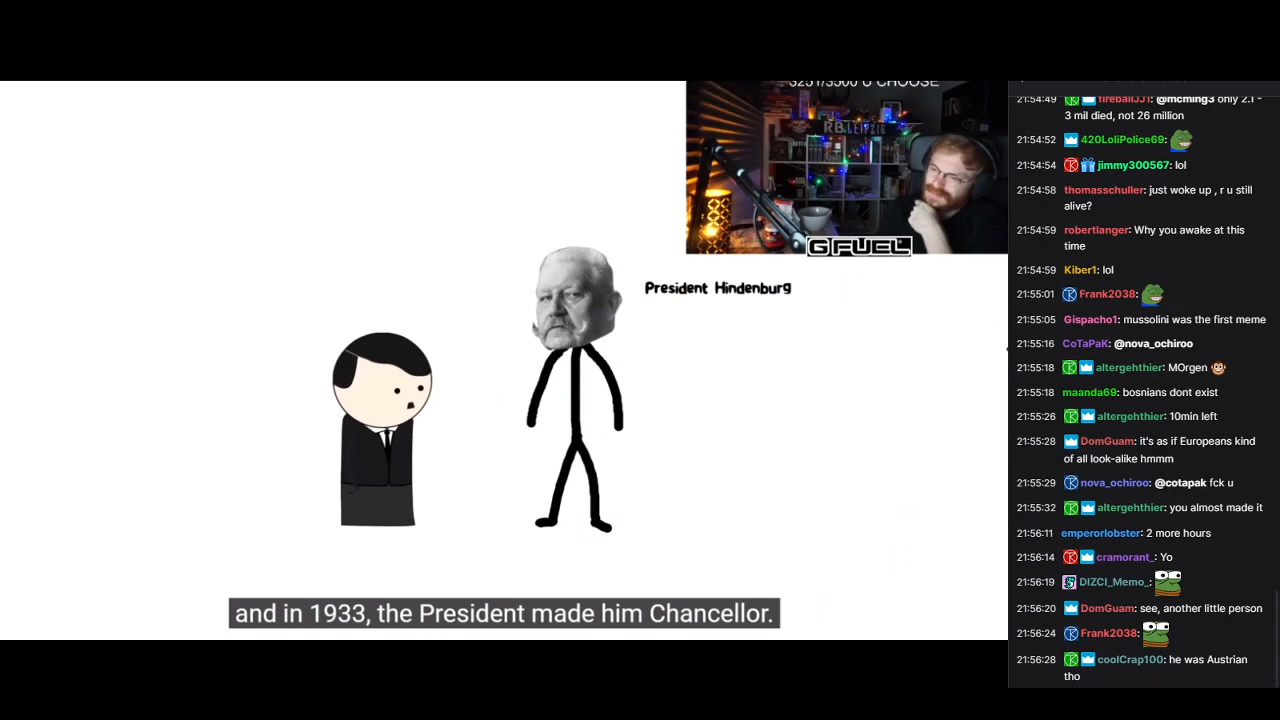 3251/3500 U CHOOSE
RB LEIPZIG
G FUEL
President Hindenburg
and in 1933, the President made him Chancellor.
21:54:49 fireballJJ1: @mcming3 only 2.1 -
3 mil died, not 26 million
21:54:52 420LoliPolice69:
21:54:54 jimmy300567: lol
21:54:58 thomasschuller: just woke up , r u still
alive?
21:54:59 robertlanger: Why you awake at this
time
21:54:59 Kiber1: lol
21:55:01 Frank2038:
21:55:05 Gispacho1: mussolini was the first meme
21:55:16 CoTaPaK: @nova_ochiroo
21:55:18 altergehthier: MOrgen
21:55:18 maanda69: bosnians dont exist
21:55:26 altergehthier: 10min left
21:55:28 DomGuam: it's as if Europeans kind
of all look-alike hmmm
21:55:29 nova_ochiroo: @cotapak fck u
21:55:32 altergehthier: you almost made it
21:56:11 emperorlobster: 2 more hours
21:56:14 cramorant_: Yo
21:56:19 DIZCI_Memo_:
21:56:20 DomGuam: see, another little person
21:56:24 Frank2038:
21:56:28 coolCrap100: he was Austrian
tho